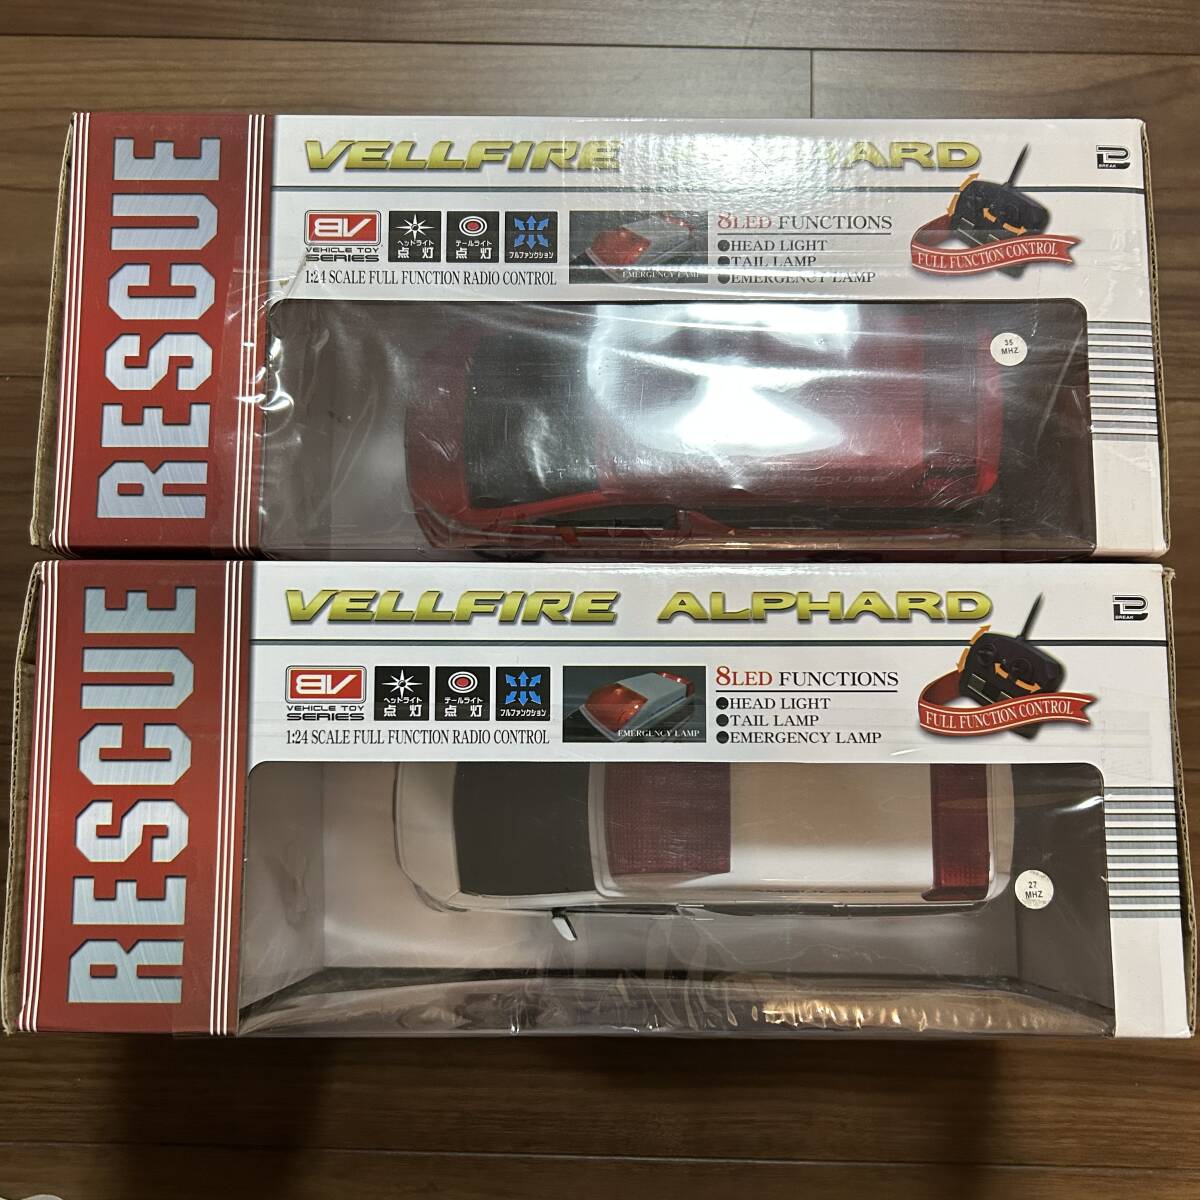 RESCUE
VELLFIRE
BREAK
BV
VEHICLE TOY
SERIES
ヘッドライト
点灯
テールライト
点灯
フルファンクション
1:24 SCALE FULL FUNCTION RADIO CONTROL
EMERGENCY LAMP
8LED FUNCTIONS
●HEAD LIGHT
●TAIL LAMP
●EMERGENCY LAMP
FULL FUNCTION CONTROL
35
MHZ
RESCUE
VELLFIRE ALPHARD
BREAK
BV
VEHICLE TOY
SERIES
ヘッドライト
点灯
テールライト
点灯
フルファンクション
1:24 SCALE FULL FUNCTION RADIO CONTROL
EMERGENCY LAMP
8LED FUNCTIONS
●HEAD LIGHT
●TAIL LAMP
●EMERGENCY LAMP
FULL FUNCTION CONTROL
27
MHZ